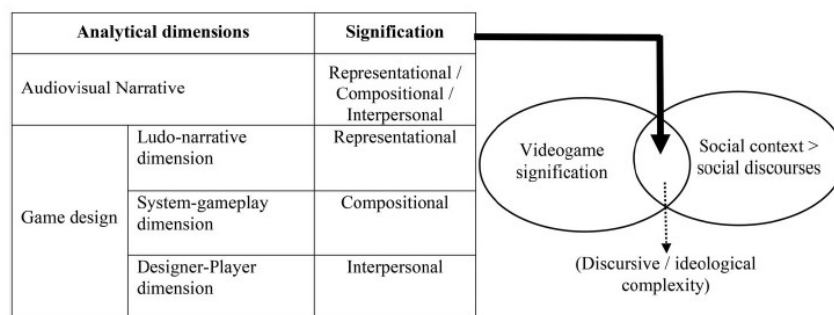 Analytical dimensions
Signification
Audiovisual Narrative
Representational /
Compositional /
Interpersonal
Game design
Ludo-narrative
dimension
Representational
System-gameplay
dimension
Compositional
Designer-Player
dimension
Interpersonal
Videogame
signification
Social context >
social discourses
(Discursive / ideological
complexity)